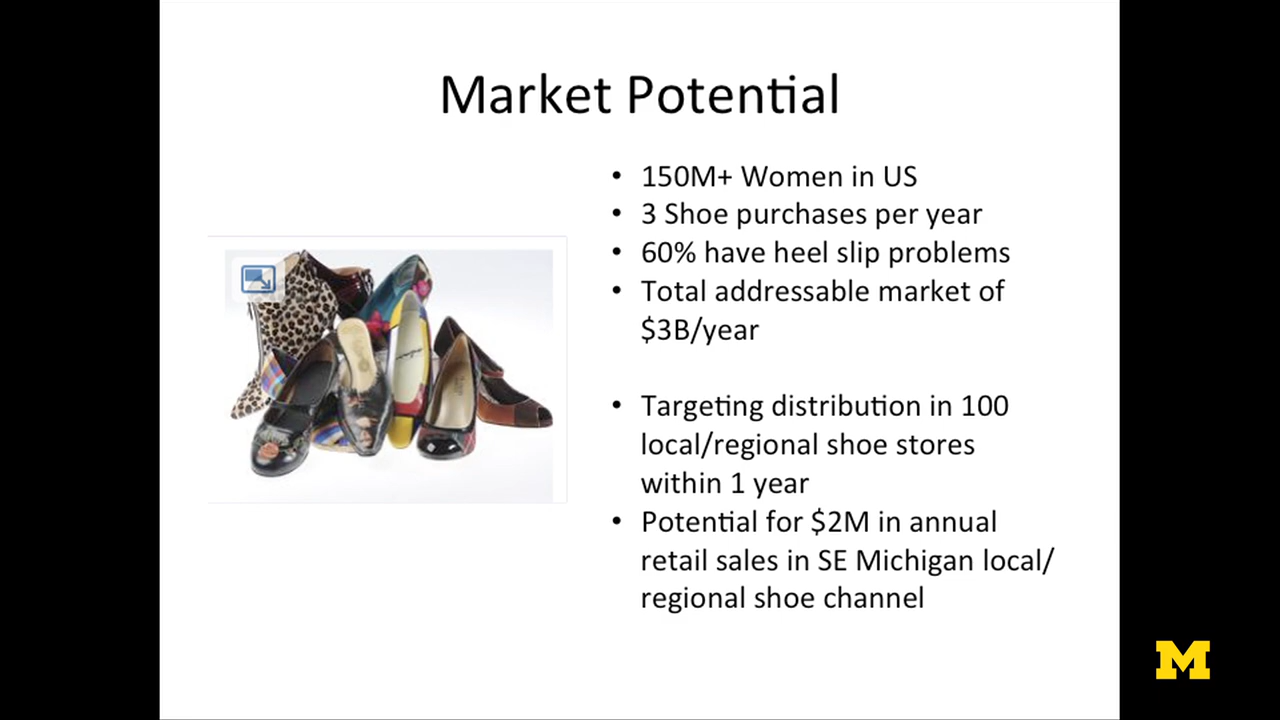 Market Potential
• 150M+ Women in US
• 3 Shoe purchases per year
• 60% have heel slip problems
• Total addressable market of
$3B/year
• Targeting distribution in 100
local/regional shoe stores
within 1 year
• Potential for $2M in annual
retail sales in SE Michigan local/
regional shoe channel
M